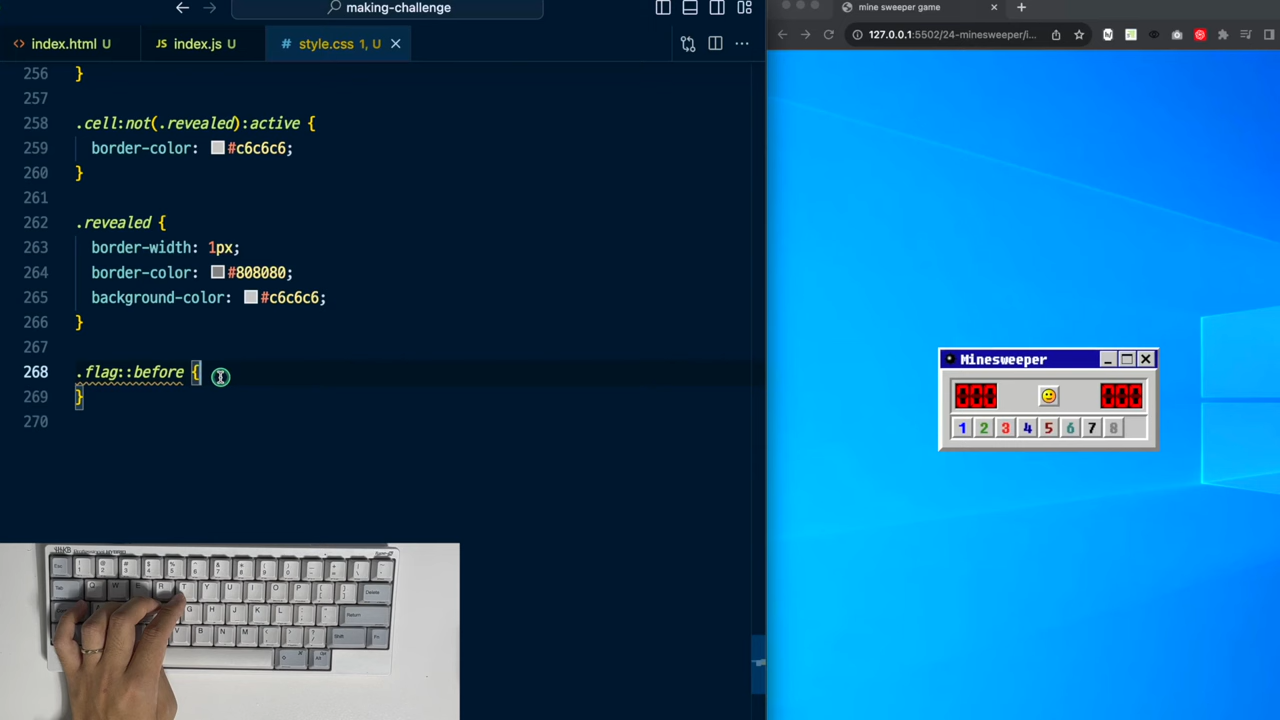 making-challenge
index.html U
JS index.js U
# style.css 1, U
mine sweeper game
127.0.0.1:5502/24-minesweeper/i...
256 }
257
258 .cell:not(.revealed):active {
259 border-color: #c6c6c6;
260 }
261
262 .revealed {
263 border-width: 1px;
264 border-color: #808080;
265 background-color: #c6c6c6;
266 }
267
268 .flag::before {
269 }
270
Minesweeper
000 000
1 2 3 4 5 6 7 8